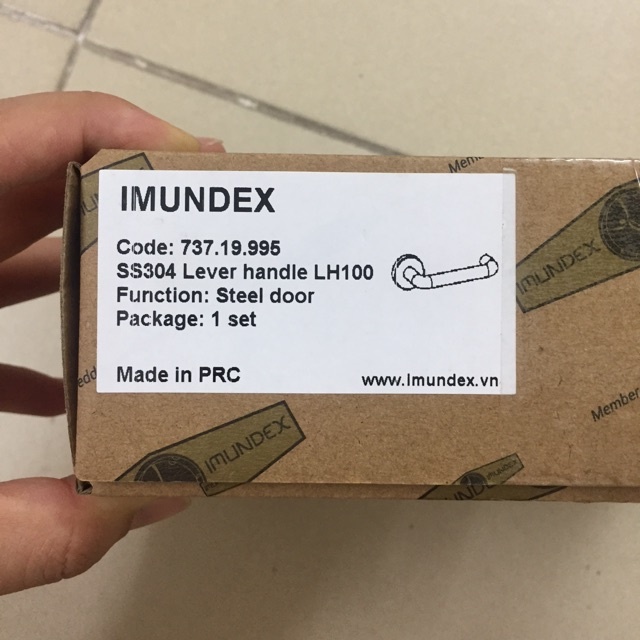 IMUNDEX
Code: 737.19.995
SS304 Lever handle LH100
Function: Steel door
Package: 1 set
Made in PRC
www.Imundex.vn
IMUNDEX
Member
IMUNDEX